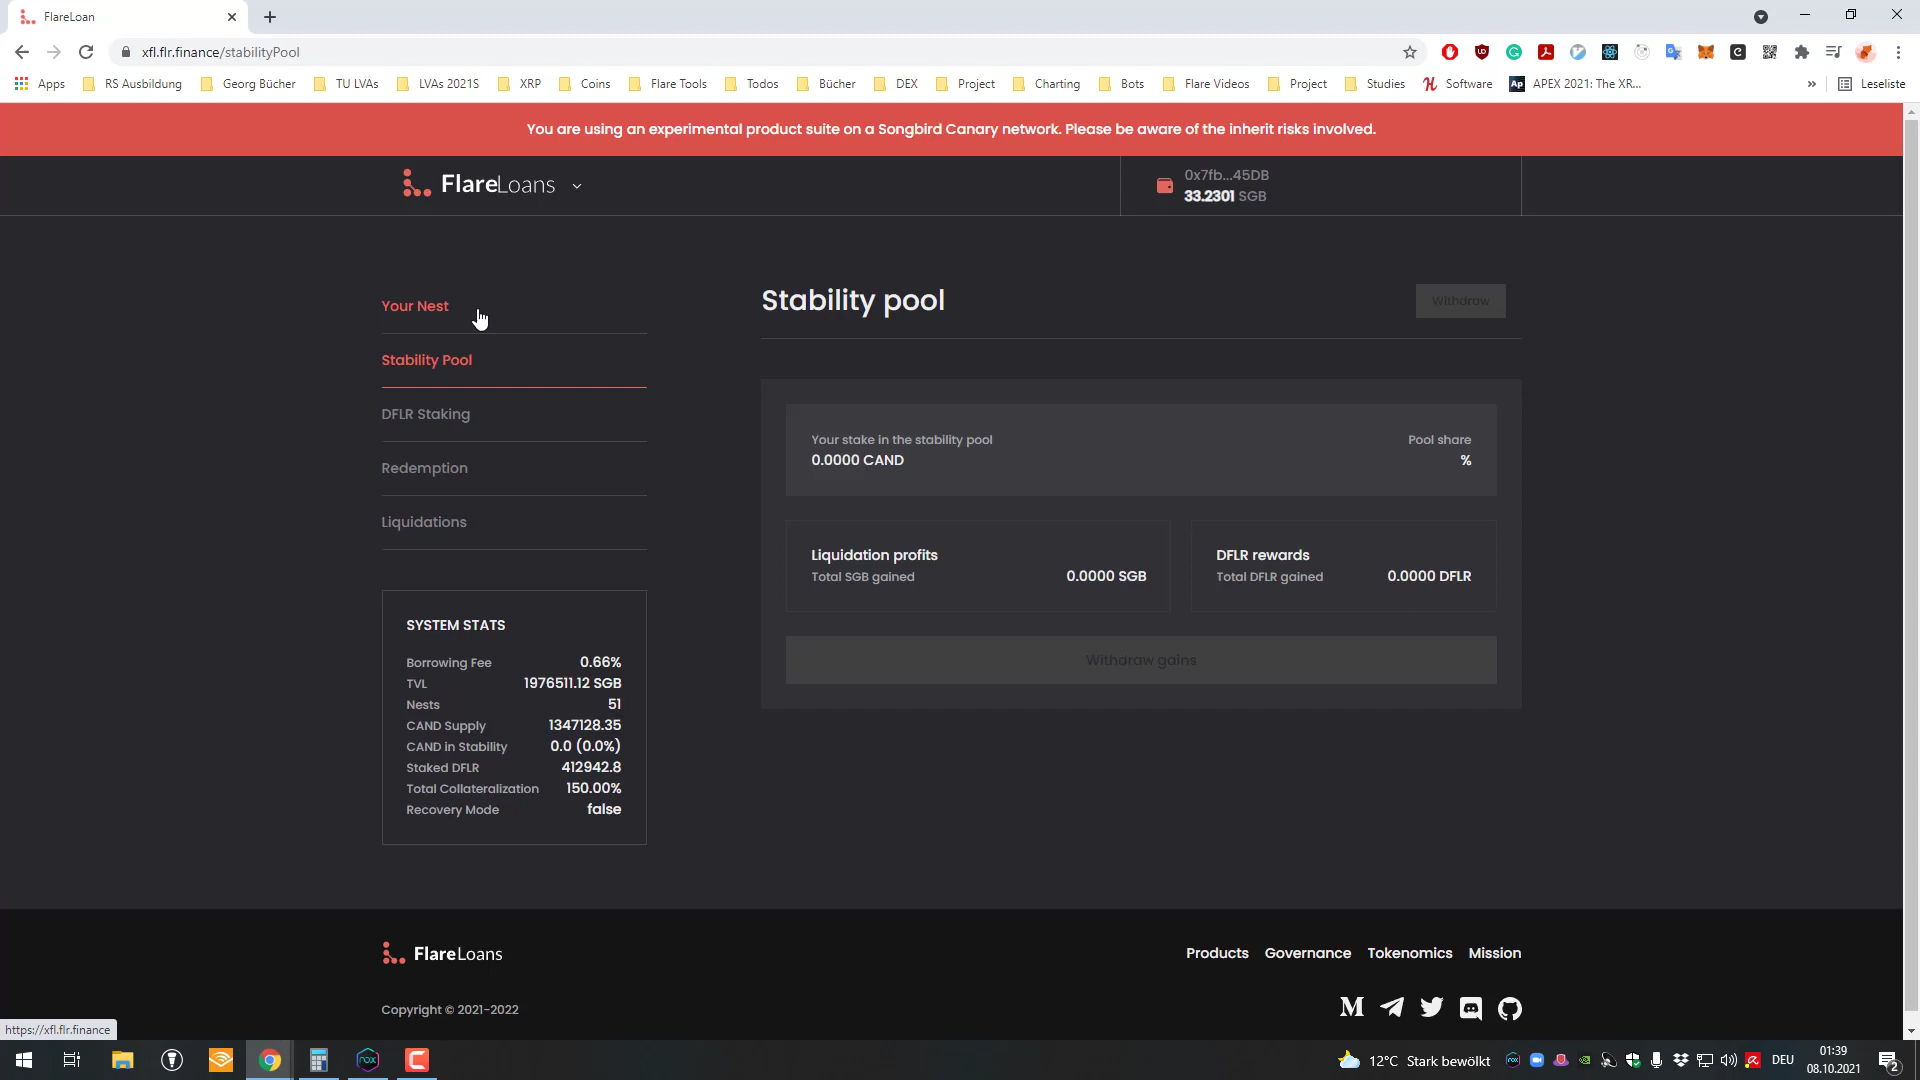 FlareLoan
xfl.flr.finance/stabilityPool
Apps
RS Ausbildung
Georg Bücher
TU LVAs
LVAs 2021S
XRP
Coins
Flare Tools
Todos
Bücher
DEX
Project
Charting
Bots
Flare Videos
Project
Studies
Software
Ap
APEX 2021: The XR...
»
Leseliste
You are using an experimental product suite on a Songbird Canary network. Please be aware of the inherit risks involved.
FlareLoans
0x7fb...45DB
33.2301 SGB
Your Nest
Stability Pool
DFLR Staking
Redemption
Liquidations
SYSTEM STATS
Borrowing Fee 0.66%
TVL 1976511.12 SGB
Nests 51
CAND Supply 1347128.35
CAND in Stability 0.0 (0.0%)
Staked DFLR 412942.8
Total Collateralization 150.00%
Recovery Mode false
Stability pool
Withdraw
Your stake in the stability pool
0.0000 CAND
Pool share
%
Liquidation profits
Total SGB gained 0.0000 SGB
DFLR rewards
Total DFLR gained 0.0000 DFLR
Withdraw gains
FlareLoans
Products Governance Tokenomics Mission
Copyright © 2021-2022
https://xfl.flr.finance
12°C Stark bewölkt
DEU
01:39
08.10.2021
2